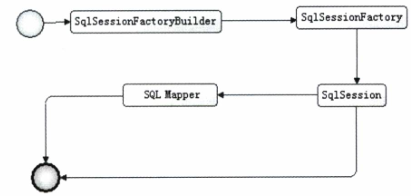 SqlSessionFactoryBuilder
SqlSessionFactory
SQL Mapper
SqlSession